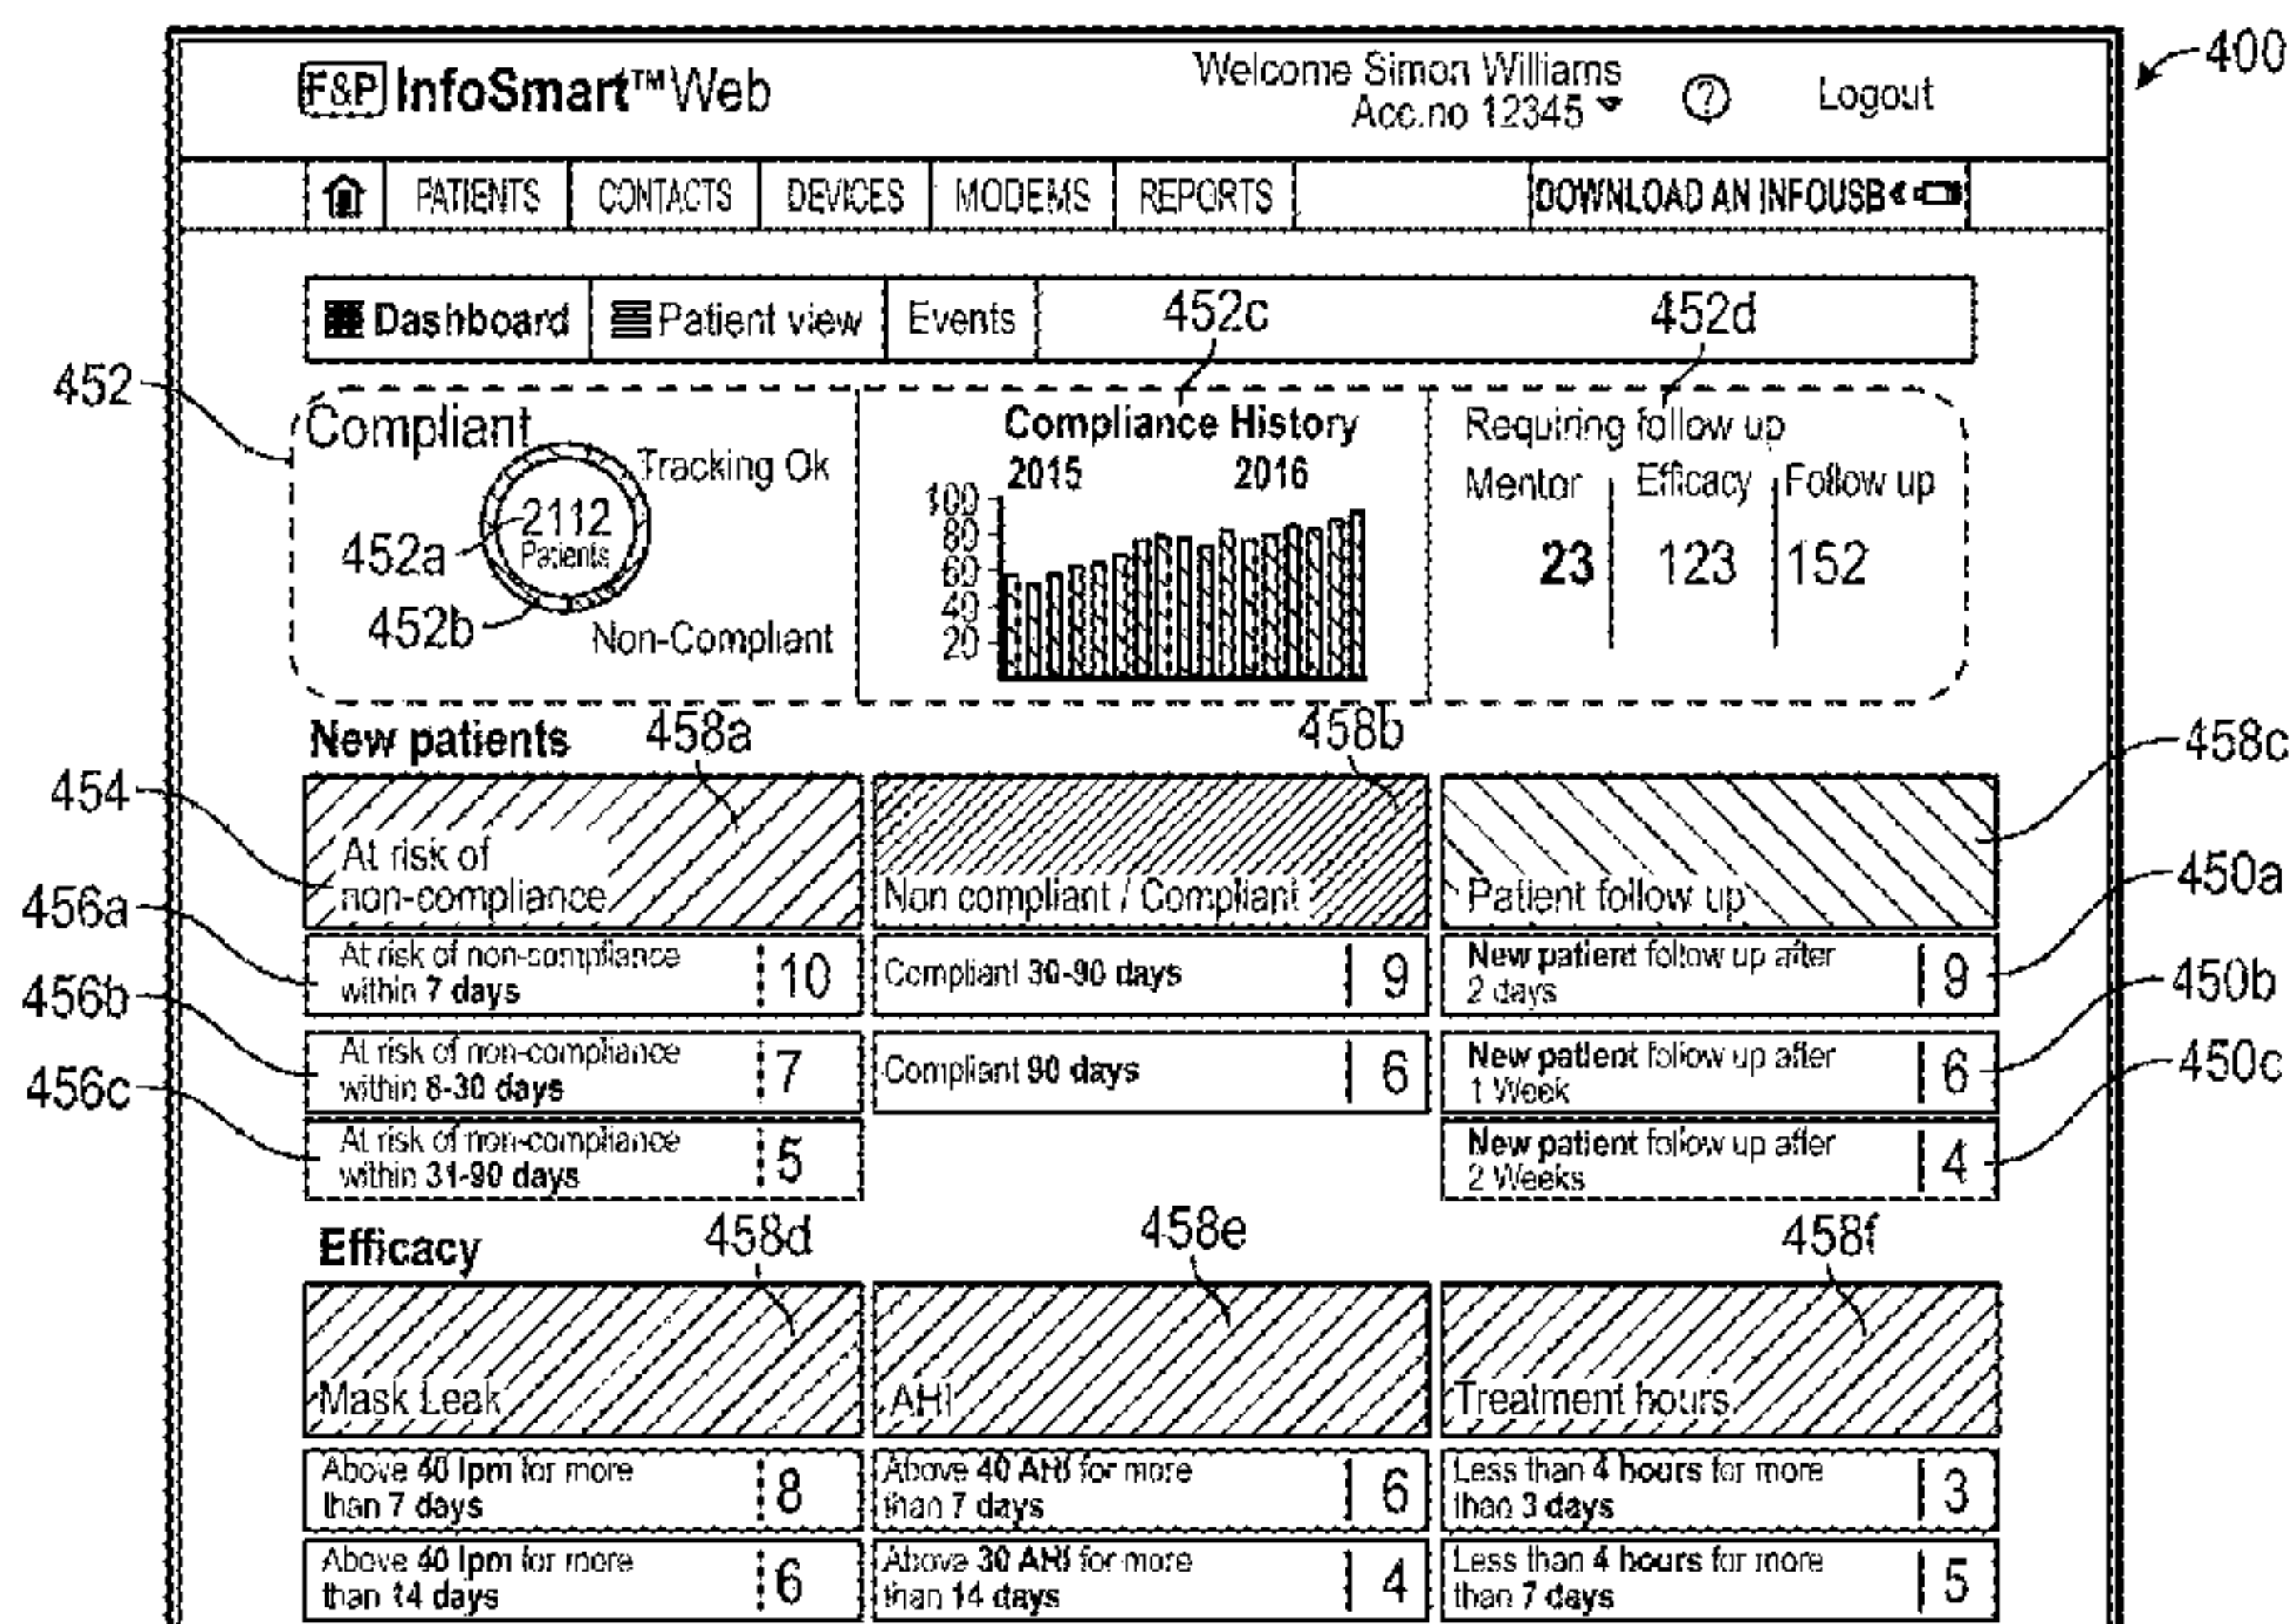 400
F&P InfoSmart™ Web
Welcome Simon Williams
Acc.no 12345
?
Logout
PATIENTS
CONTACTS
DEVICES
MODEMS
REPORTS
DOWNLOAD AN INFOUSB
Dashboard
Patient view
Events
452c
452d
452
Compliant
Tracking Ok
2112
Patients
452a
452b
Non-Compliant
Compliance History
2015 2016
100
80
60
40
20
Requiring follow up
Mentor Efficacy Follow up
23 123 152
New patients
458a
458b
458c
454
At risk of
non-compliance
Non compliant / Compliant
Patient follow up
456a
456b
456c
450a
450b
450c
At risk of non-compliance
within 7 days
10
Compliant 30-90 days
9
New patient follow up after
2 days
9
At risk of non-compliance
within 8-30 days
7
Compliant 90 days
6
New patient follow up after
1 Week
6
At risk of non-compliance
within 31-90 days
5
New patient follow up after
2 Weeks
4
Efficacy
458d
458e
458f
Mask Leak
AHI
Treatment hours
Above 40 lpm for more
than 7 days
8
Above 40 AHI for more
than 7 days
6
Less than 4 hours for more
than 3 days
3
Above 40 lpm for more
than 14 days
6
Above 30 AHI for more
than 14 days
4
Less than 4 hours for more
than 7 days
5